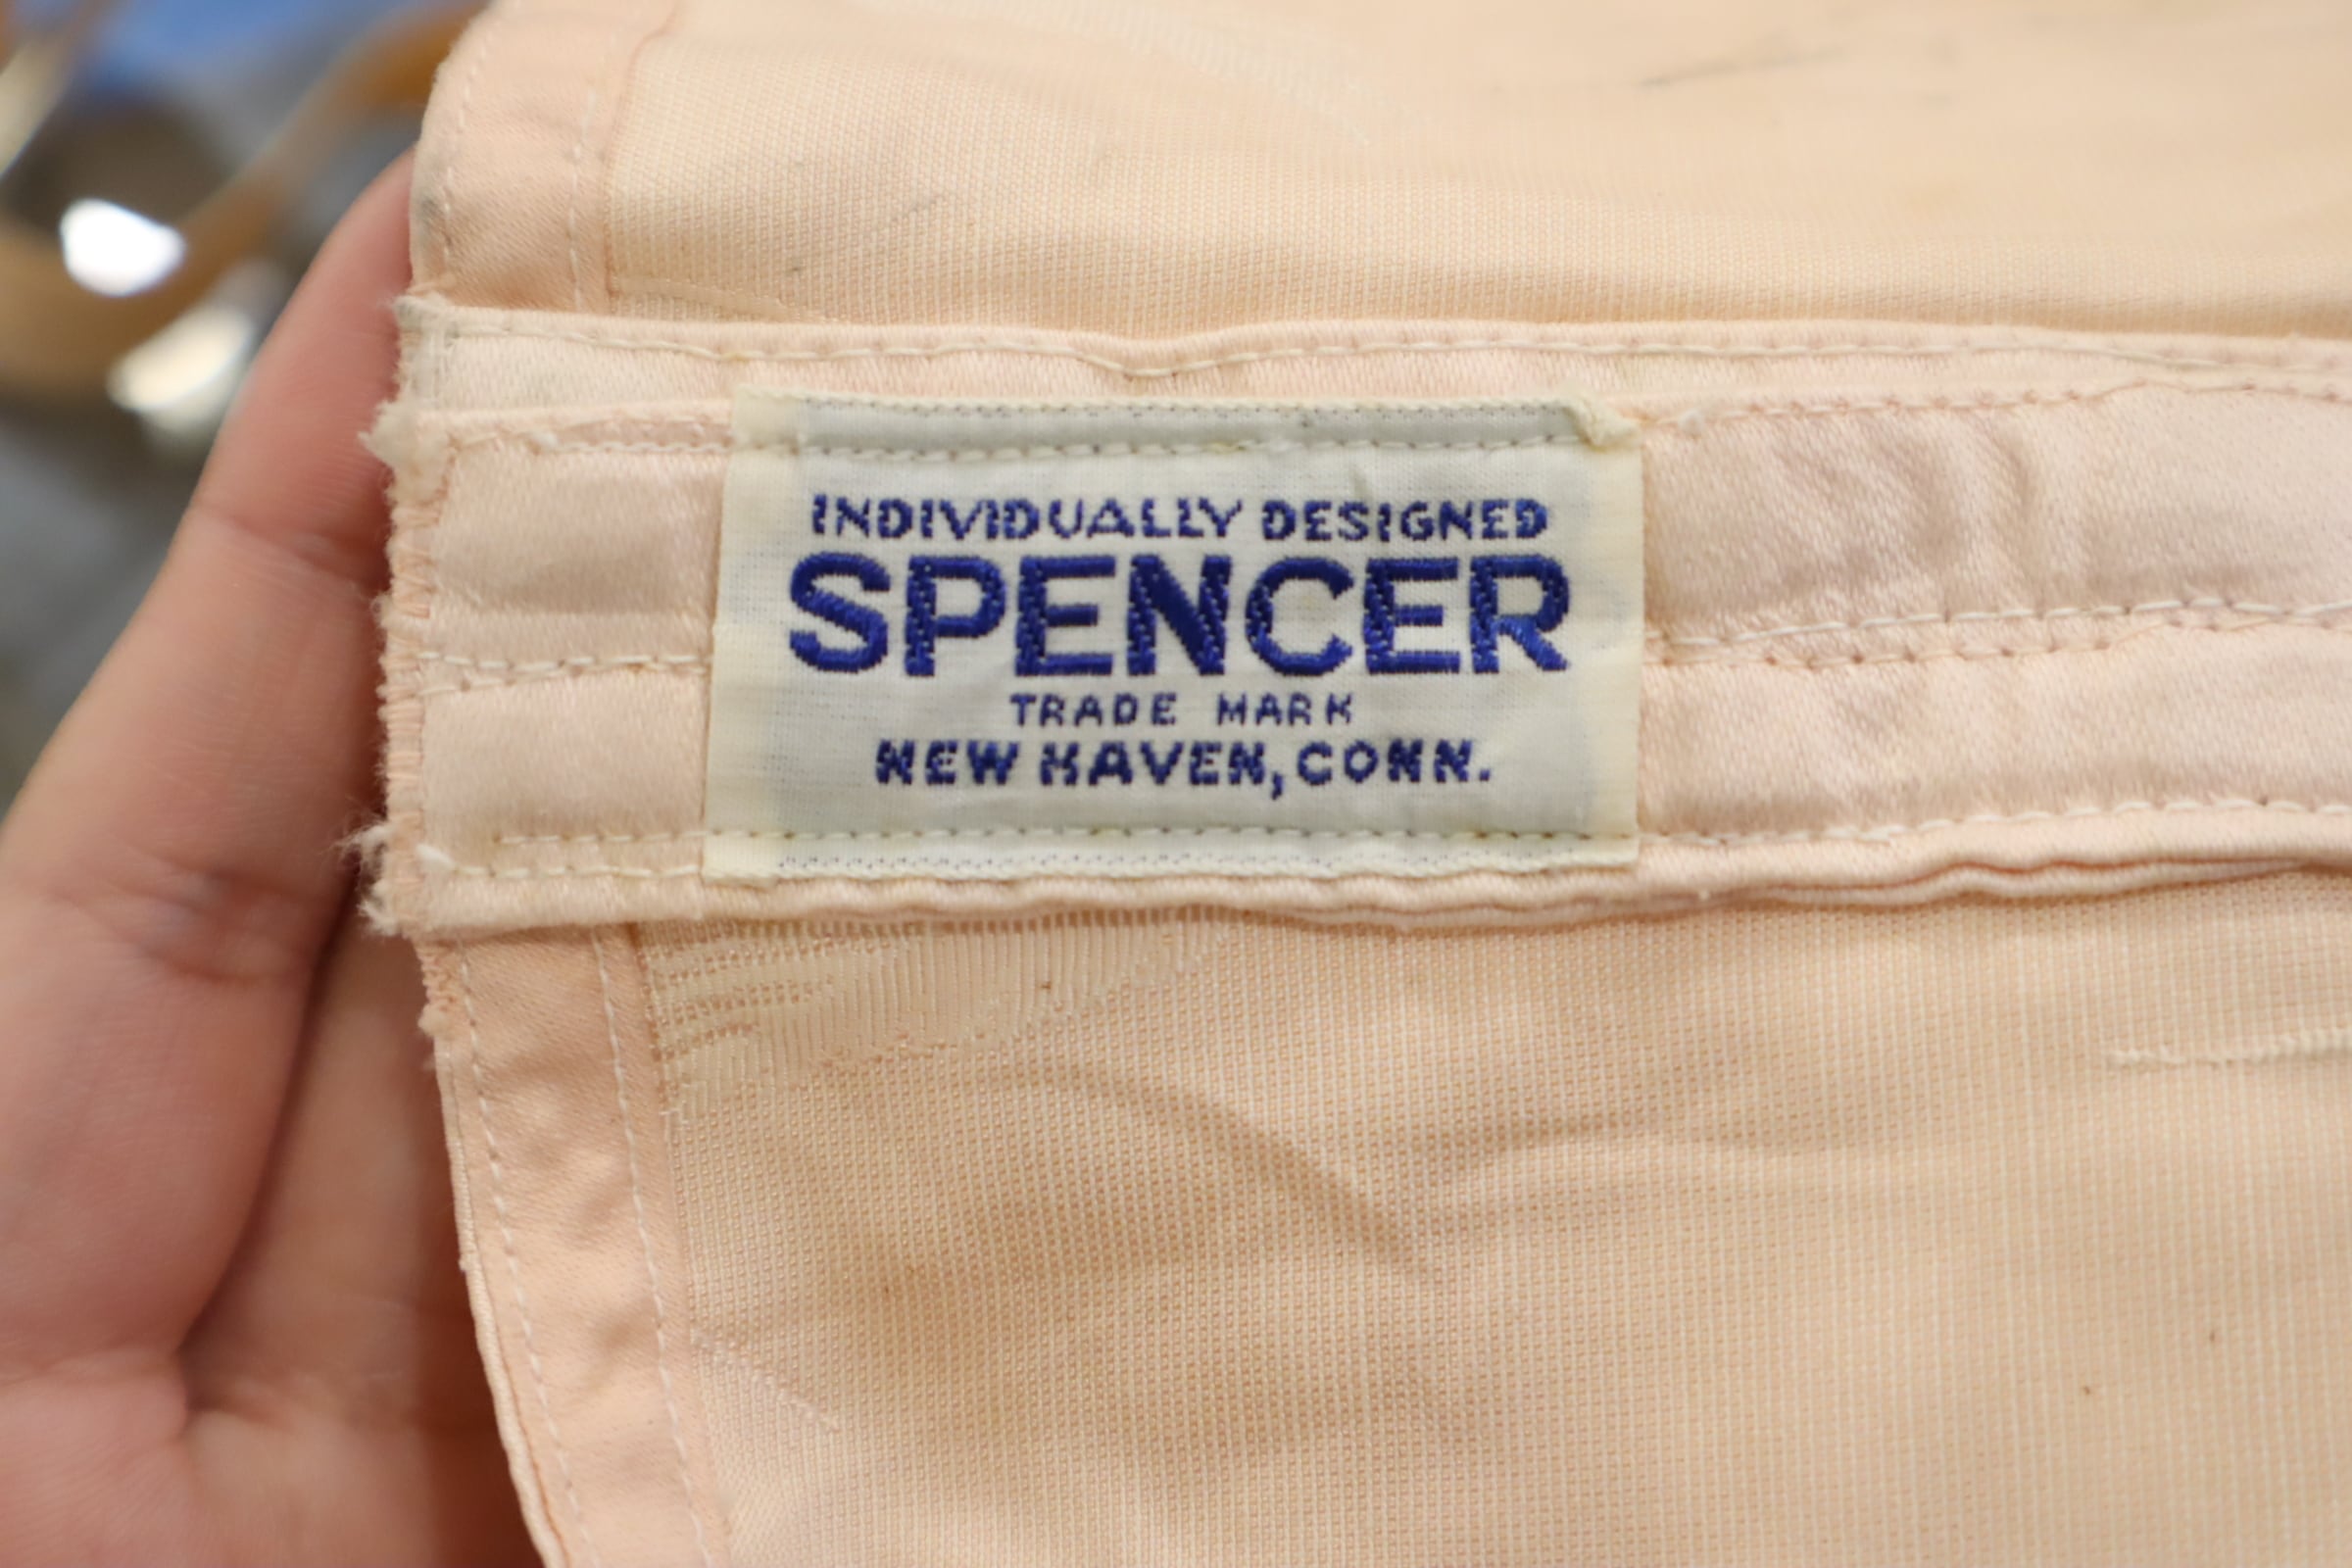 INDIVIDUALLY DESIGNED
SPENCER
TRADE MARK
NEW HAVEN, CONN.